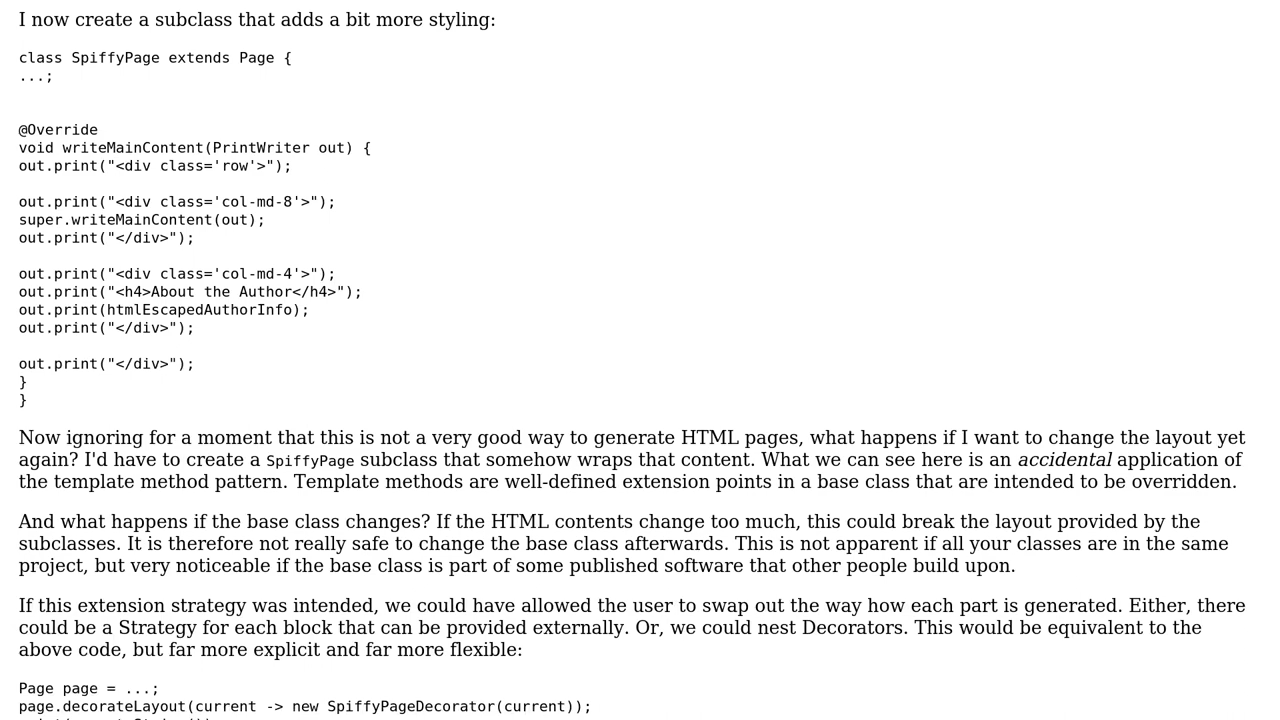 I now create a subclass that adds a bit more styling:
class SpiffyPage extends Page {
...;
@Override
void writeMainContent(PrintWriter out) {
out.print("<div class='row'>");
out.print("<div class='col-md-8'>");
super.writeMainContent(out);
out.print("</div>");
out.print("<div class='col-md-4'>");
out.print("<h4>About the Author</h4>");
out.print(htmlEscapedAuthorInfo);
out.print("</div>");
out.print("</div>");
}
}
Now ignoring for a moment that this is not a very good way to generate HTML pages, what happens if I want to change the layout yet
again? I'd have to create a SpiffyPage subclass that somehow wraps that content. What we can see here is an accidental application of
the template method pattern. Template methods are well-defined extension points in a base class that are intended to be overridden.
And what happens if the base class changes? If the HTML contents change too much, this could break the layout provided by the
subclasses. It is therefore not really safe to change the base class afterwards. This is not apparent if all your classes are in the same
project, but very noticeable if the base class is part of some published software that other people build upon.
If this extension strategy was intended, we could have allowed the user to swap out the way how each part is generated. Either, there
could be a Strategy for each block that can be provided externally. Or, we could nest Decorators. This would be equivalent to the
above code, but far more explicit and far more flexible:
Page page = ...;
page.decorateLayout(current -> new SpiffyPageDecorator(current));